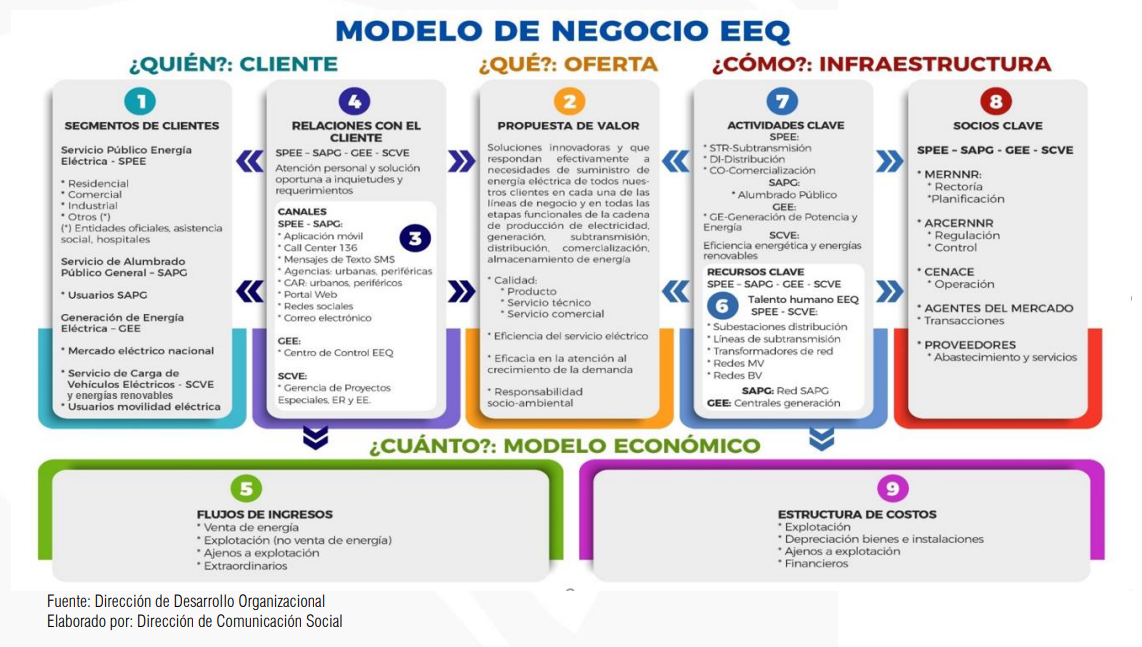 MODELO DE NEGOCIO EEQ
¿QUIÉN?: CLIENTE
¿QUÉ?: OFERTA
¿CÓMO?: INFRAESTRUCTURA
1
SEGMENTOS DE CLIENTES
Servicio Público Energía
Eléctrica - SPEE
* Residencial
* Comercial
* Industrial
* Otros (*)
(*) Entidades oficiales, asistencia
social, hospitales
Servicio de Alumbrado
Público General – SAPG
* Usuarios SAPG
Generación de Energía
Eléctrica – GEE
* Mercado eléctrico nacional
* Servicio de Carga de
Vehículos Eléctricos - SCVE
y energías renovables
* Usuarios movilidad eléctrica
4
RELACIONES CON EL
CLIENTE
SPEE – SAPG - GEE - SCVE
Atención personal y solución
oportuna a inquietudes y
requerimientos
CANALES
SPEE - SAPG:
3
* Aplicación móvil
* Call Center 136
* Mensajes de Texto SMS
* Agencias: urbanas, periféricas
* CAR: urbanos, periféricos
* Portal Web
* Redes sociales
* Correo electrónico
GEE:
* Centro de Control EEQ
SCVE:
* Gerencia de Proyectos
Especiales, ER y EE.
2
PROPUESTA DE VALOR
Soluciones innovadoras y que
respondan efectivamente a
necesidades de suministro de
energía eléctrica de todos nues-
tros clientes en cada una de las
líneas de negocio y en todas las
etapas funcionales de la cadena
de producción de electricidad,
generación, subtransmisión,
distribución, comercialización,
almacenamiento de energía
* Calidad:
* Producto
* Servicio técnico
* Servicio comercial
* Eficiencia del servicio eléctrico
* Eficacia en la atención al
crecimiento de la demanda
* Responsabilidad
socio-ambiental
7
ACTIVIDADES CLAVE
SPEE:
* STR-Subtransmisión
* DI-Distribución
* CO-Comercialización
SAPG:
* Alumbrado Público
GEE:
* GE-Generación de Potencia y
Energía
SCVE:
Eficiencia energética y energías
renovables
RECURSOS CLAVE
SPEE – SAPG - GEE - SCVE
6
Talento humano EEQ
SPEE - SCVE:
* Subestaciones distribución
* Líneas de subtransmisión
* Transformadores de red
* Redes MV
* Redes BV
SAPG: Red SAPG
GEE: Centrales generación
8
SOCIOS CLAVE
SPEE – SAPG - GEE - SCVE
* MERNNR:
* Rectoría
*Planificación
* ARCERNNR
* Regulación
* Control
* CENACE
* Operación
* AGENTES DEL MERCADO
* Transacciones
* PROVEEDORES
* Abastecimiento y servicios
¿CUÁNTO?: MODELO ECONÓMICO
5
FLUJOS DE INGRESOS
* Venta de energía
* Explotación (no venta de energía)
* Ajenos a explotación
* Extraordinarios
9
ESTRUCTURA DE COSTOS
* Explotación
* Depreciación bienes e instalaciones
* Ajenos a explotación
* Financieros
Fuente: Dirección de Desarrollo Organizacional
Elaborado por: Dirección de Comunicación Social